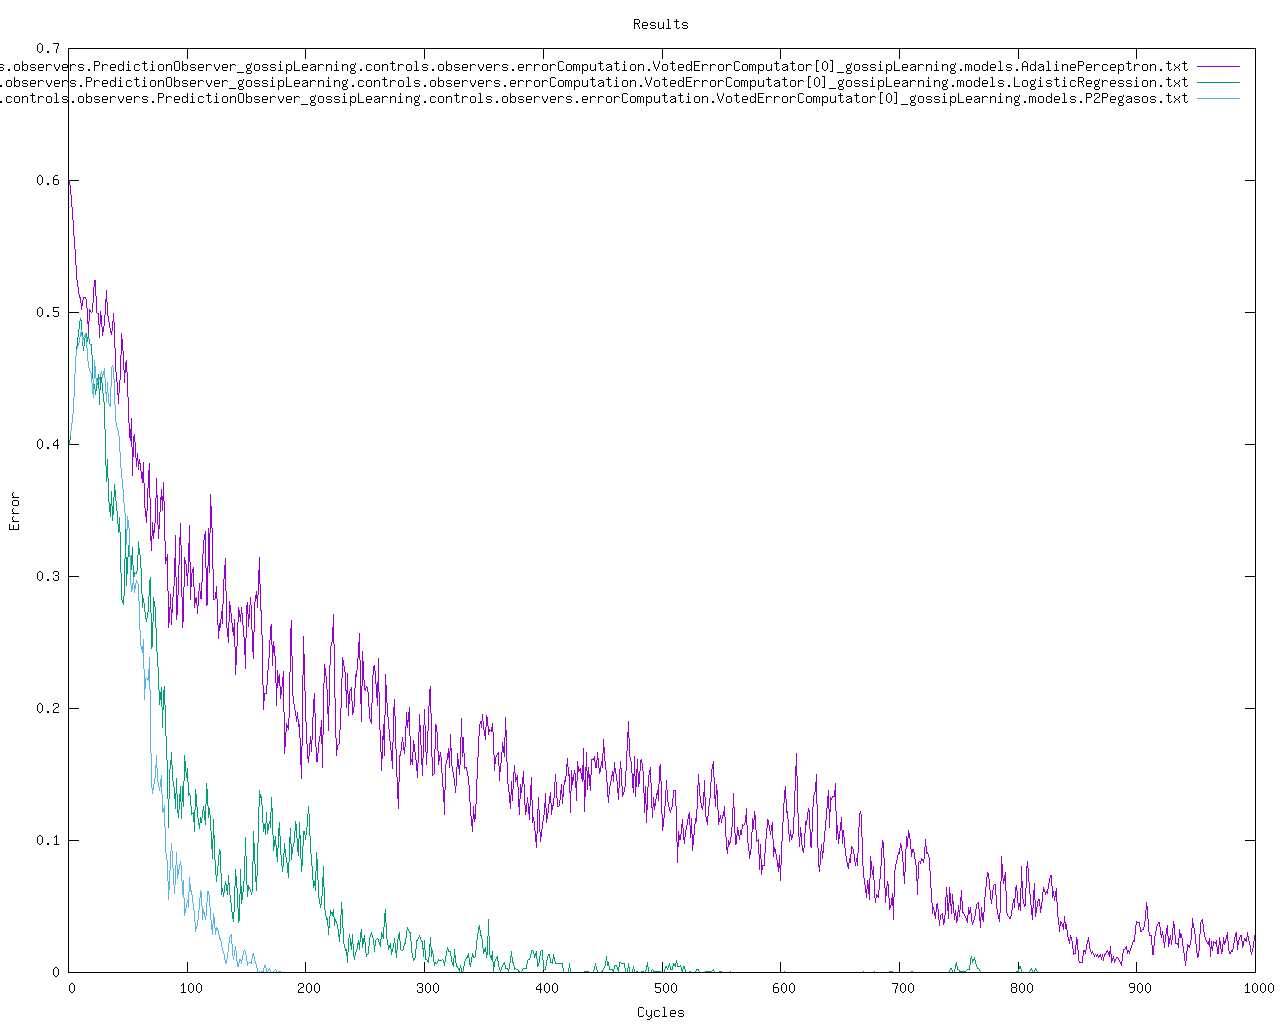 Results
0.7
s.observers.PredictionObserver_gossipLearning.controls.observers.errorComputation.VotedErrorComputator[0]_gossipLearning.models.AdalinePerceptron.txt
.observers.PredictionObserver_gossipLearning.controls.observers.errorComputation.VotedErrorComputator[0]_gossipLearning.models.LogisticRegression.txt
.controls.observers.PredictionObserver_gossipLearning.controls.observers.errorComputation.VotedErrorComputator[0]_gossipLearning.models.P2Pegasos.txt
0.6
0.5
0.4
Error
0.3
0.2
0.1
0
0 100 200 300 400 500 600 700 800 900 1000
Cycles